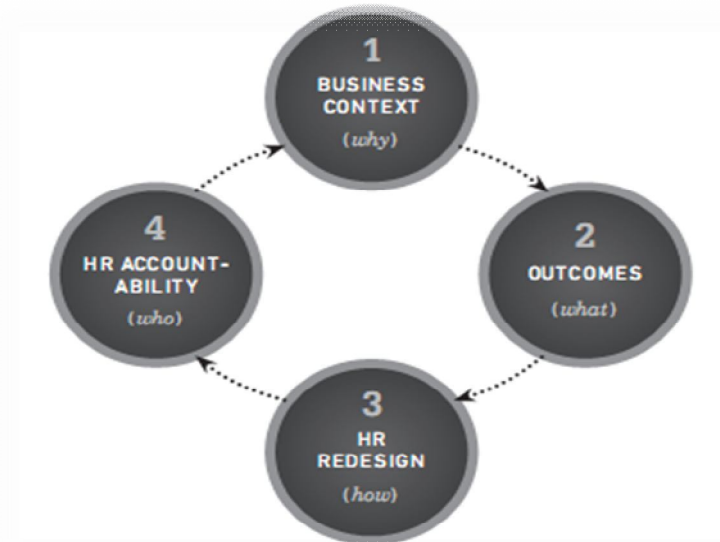 1
BUSINESS
CONTEXT
(why)
2
OUTCOMES
(what)
3
HR
REDESIGN
(how)
4
HR ACCOUNT-
ABILITY
(who)